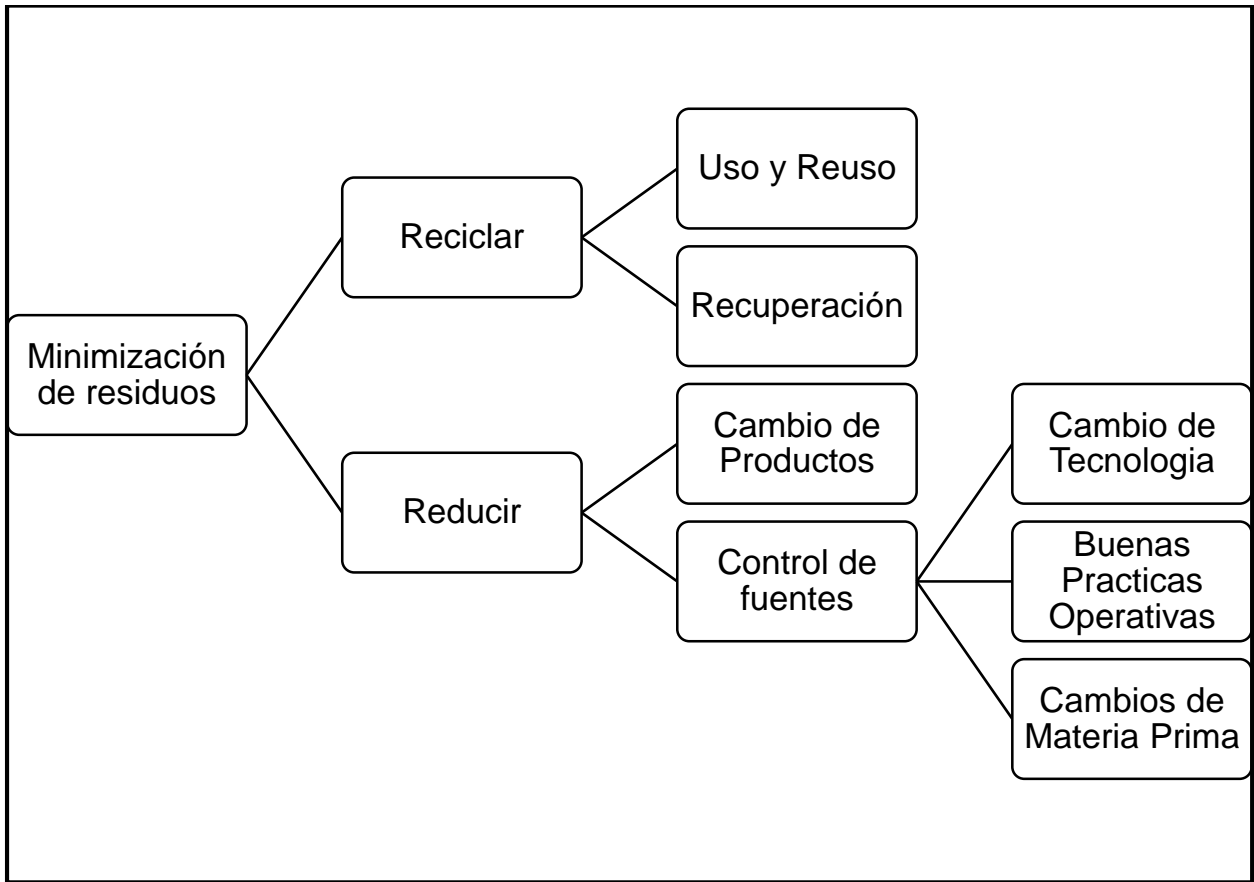 Minimización
de residuos
Reciclar
Uso y Reuso
Recuperación
Reducir
Cambio de
Productos
Control de
fuentes
Cambio de
Tecnologia
Buenas
Practicas
Operativas
Cambios de
Materia Prima